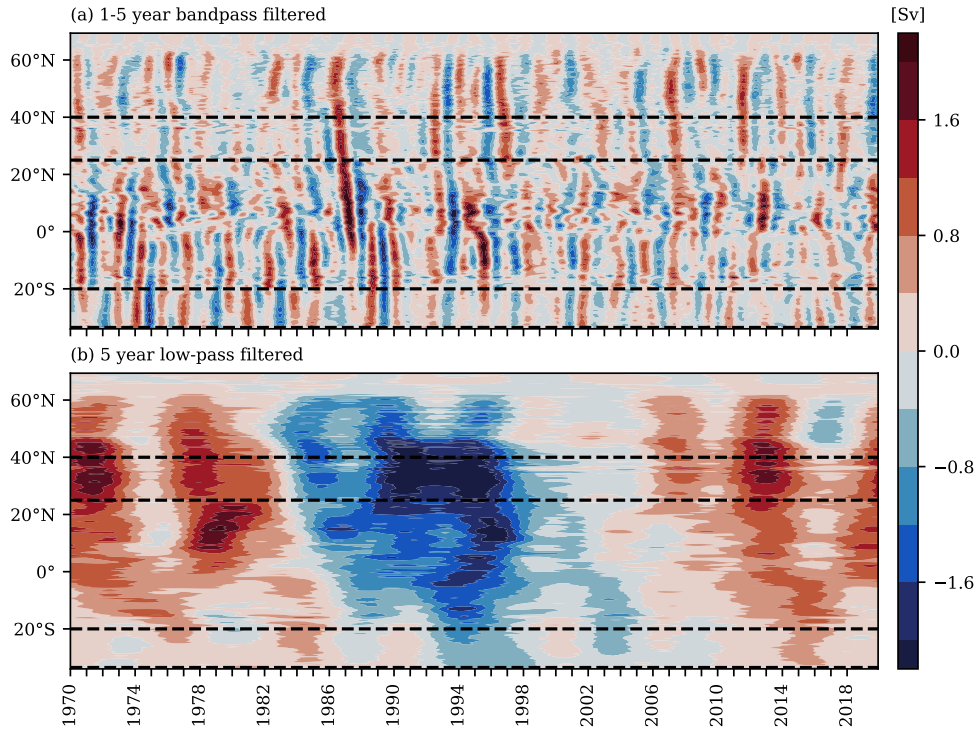 (a) 1-5 year bandpass filtered
[Sv]
60°N
40°N
20°N
0°
20°S
1.6
0.8
0.0
−0.8
−1.6
(b) 5 year low-pass filtered
60°N
40°N
20°N
0°
20°S
1970
1974
1978
1982
1986
1990
1994
1998
2002
2006
2010
2014
2018